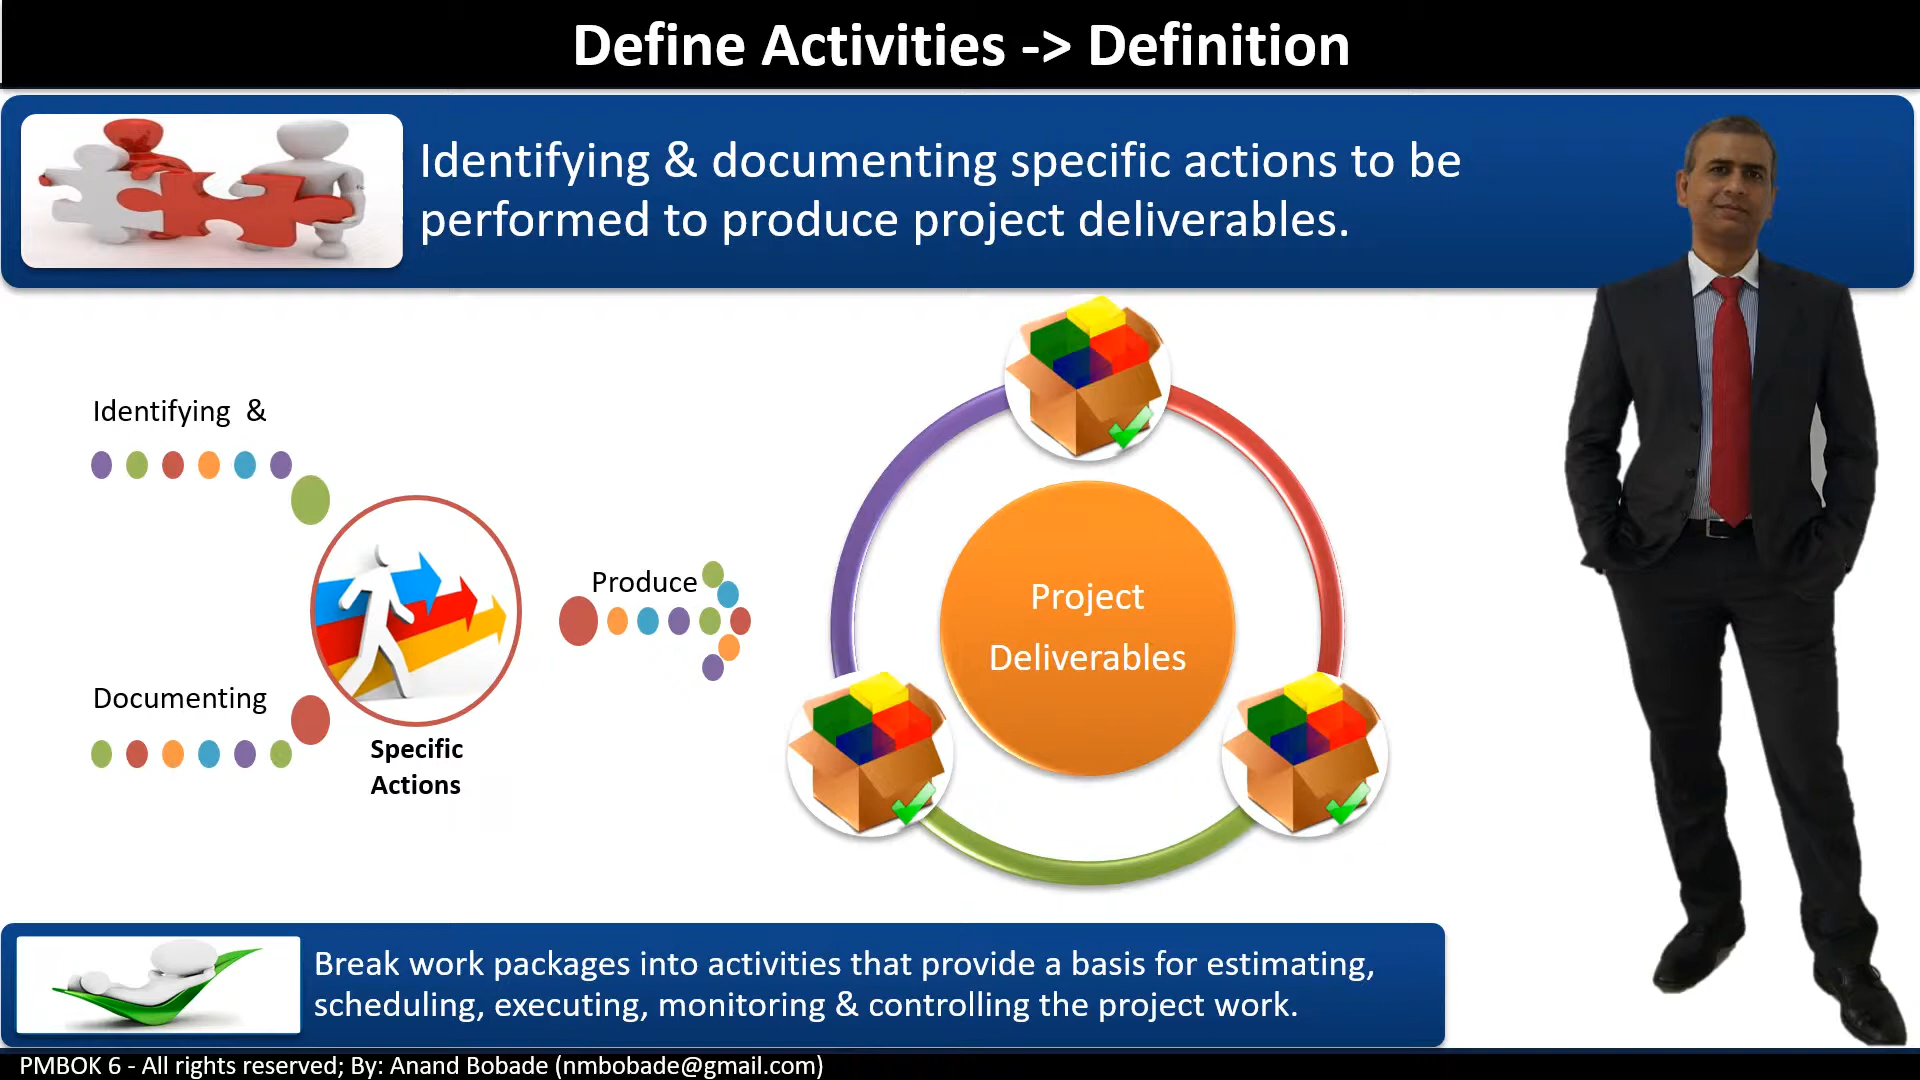 Define Activities -> Definition
Identifying & documenting specific actions to be
performed to produce project deliverables.
Identifying &
Documenting
Specific
Actions
Produce
Project
Deliverables
Break work packages into activities that provide a basis for estimating,
scheduling, executing, monitoring & controlling the project work.
PMBOK 6 - All rights reserved; By: Anand Bobade (nmbobade@gmail.com)